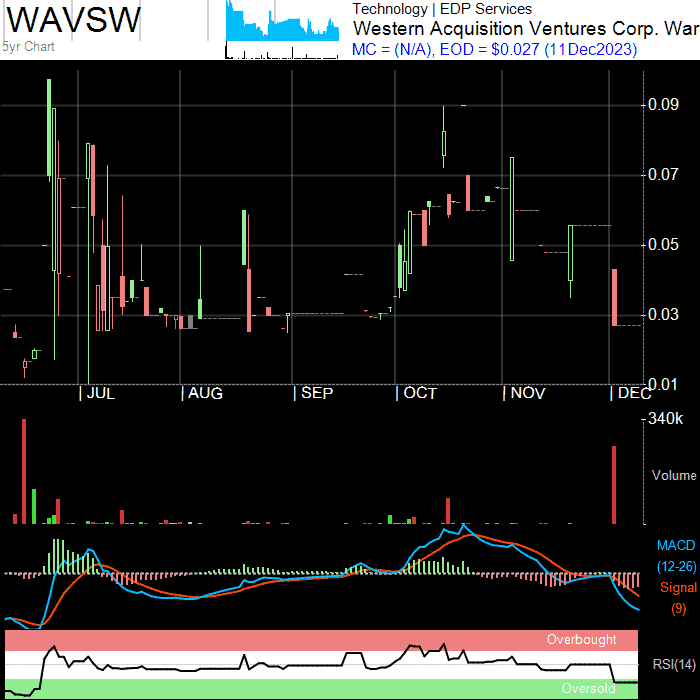 WAVSW
5yr Chart
Technology | EDP Services
Western Acquisition Ventures Corp. War
MC = (N/A), EOD = $0.027 (11Dec2023)
0.09
0.07
0.05
0.03
0.01
| JUL | AUG | SEP | OCT | NOV | DEC
340k
Volume
MACD
(12-26)
Signal
(9)
Overbought
RSI(14)
Oversold